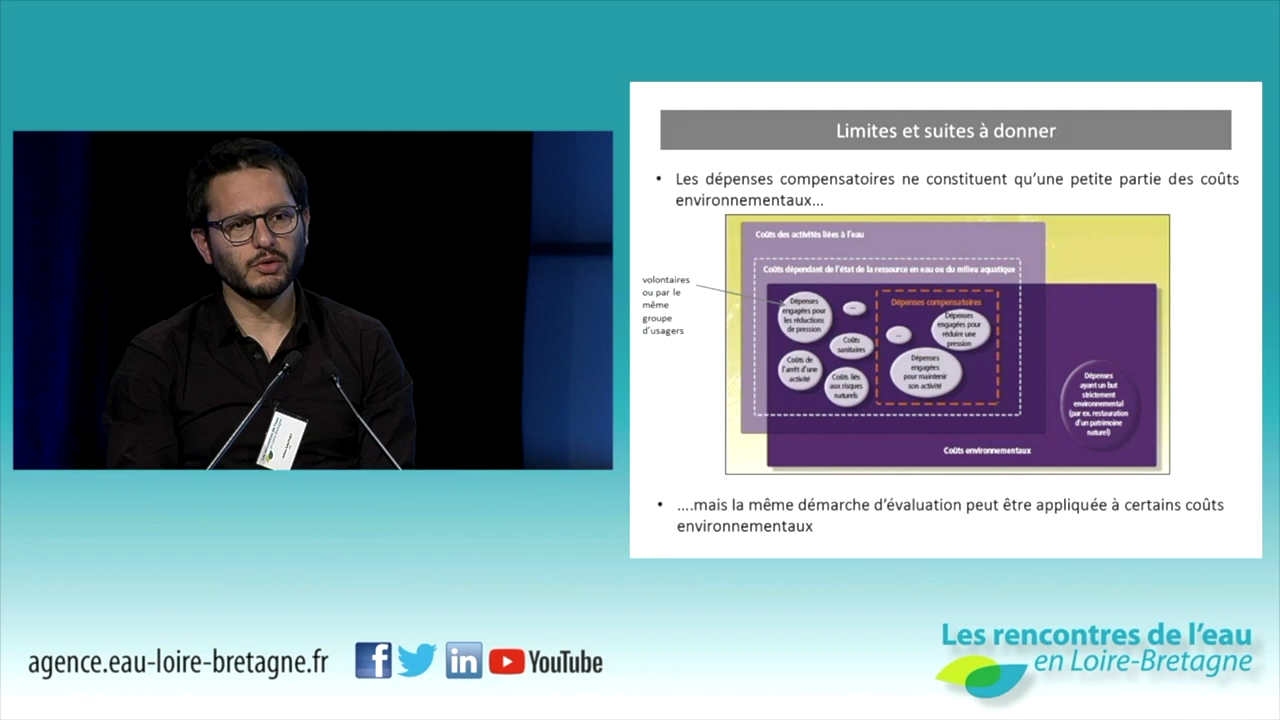 Limites et suites à donner
• Les dépenses compensatoires ne constituent qu'une petite partie des coûts
environnementaux...
Coûts des activités liées à l'eau
Coûts dépendant de l'état de la ressource en eau ou du milieu aquatique
volontaires
ou par le
même
groupe
d'usagers
Dépenses
engagées pour
les réductions
de pression
...
Coûts
sanitaires
Coûts de
l'arrêt d'une
activité
Coûts liés
aux risques
naturels
Dépenses compensatoires
...
Dépenses
engagées pour
réduire une
pression
Dépenses
engagées
pour maintenir
son activité
Dépenses
ayant un but
strictement
environnemental
(par ex. restauration
d'un patrimoine
naturel)
Coûts environnementaux
• ....mais la même démarche d'évaluation peut être appliquée à certains coûts
environnementaux
agence.eau-loire-bretagne.fr
f
in
YouTube
Les rencontres de l'eau
en Loire-Bretagne